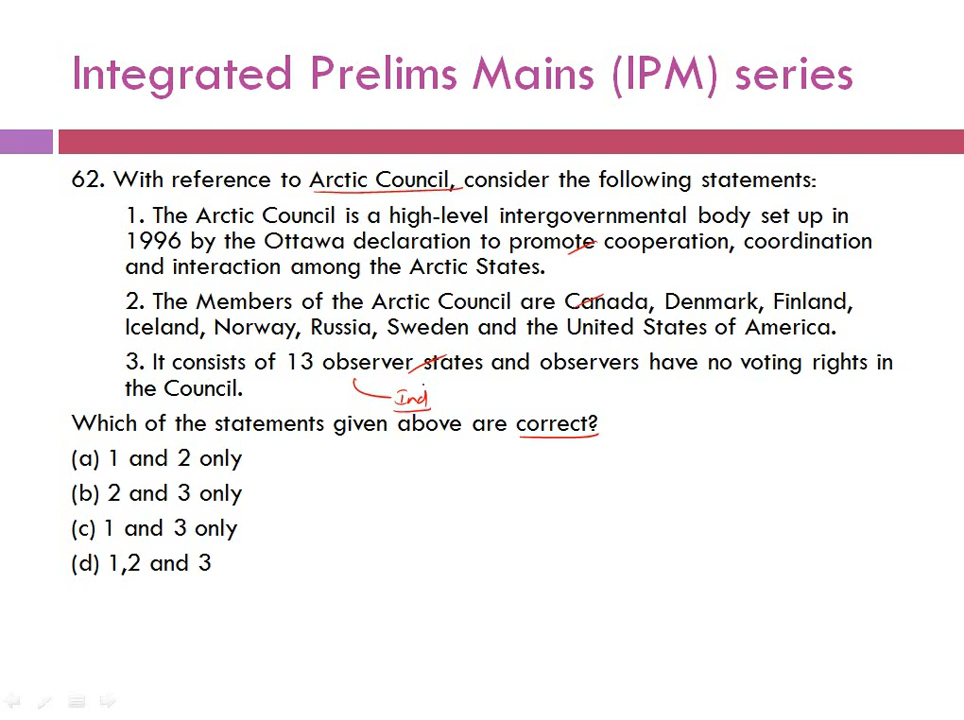 Integrated Prelims Mains (IPM) series
62. With reference to Arctic Council, consider the following statements:
1. The Arctic Council is a high-level intergovernmental body set up in
1996 by the Ottawa declaration to promote cooperation, coordination
and interaction among the Arctic States.
2. The Members of the Arctic Council are Canada, Denmark, Finland,
Iceland, Norway, Russia, Sweden and the United States of America.
3. It consists of 13 observer states and observers have no voting rights in
the Council.
Ind
Which of the statements given above are correct?
(a) 1 and 2 only
(b) 2 and 3 only
(c) 1 and 3 only
(d) 1,2 and 3